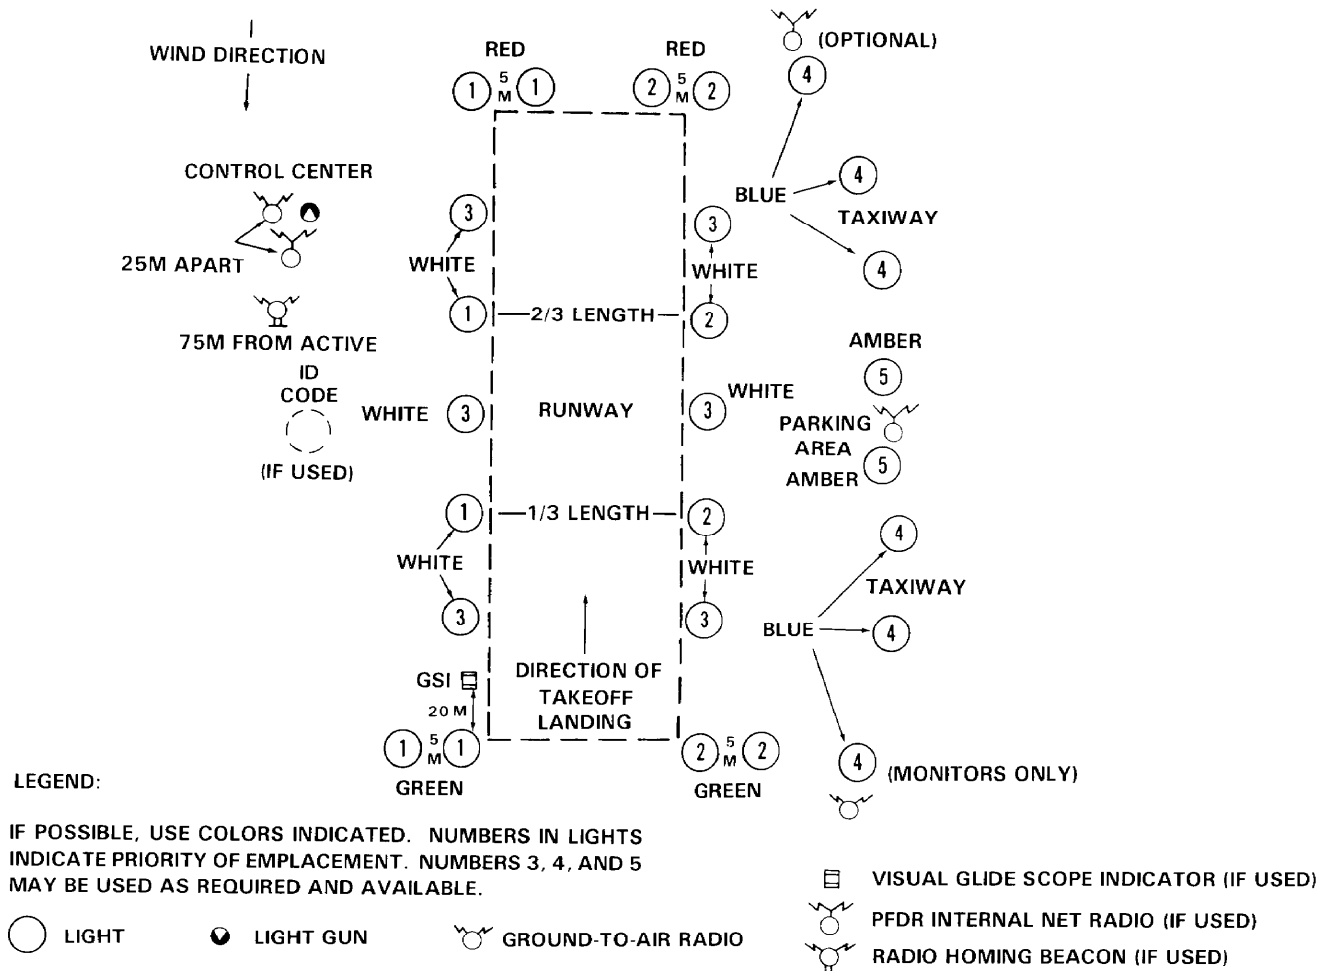 WIND DIRECTION
RED
RED
(OPTIONAL)
1 5 M 1
2 5 M 2
4
CONTROL CENTER
25M APART
75M FROM ACTIVE
ID
CODE
(IF USED)
3
WHITE
1
3
WHITE
2
2/3 LENGTH
BLUE
4
TAXIWAY
4
WHITE 3
RUNWAY
3 WHITE
AMBER
5
PARKING
AREA
5
AMBER
1
WHITE
3
1/3 LENGTH
2
WHITE
3
4
TAXIWAY
BLUE
4
4 (MONITORS ONLY)
GSI
20 M
DIRECTION OF
TAKEOFF
LANDING
1 5 M 1
GREEN
2 5 M 2
GREEN
LEGEND:
IF POSSIBLE, USE COLORS INDICATED. NUMBERS IN LIGHTS
INDICATE PRIORITY OF EMPLACEMENT. NUMBERS 3, 4, AND 5
MAY BE USED AS REQUIRED AND AVAILABLE.
LIGHT
LIGHT GUN
GROUND-TO-AIR RADIO
VISUAL GLIDE SCOPE INDICATOR (IF USED)
PFDR INTERNAL NET RADIO (IF USED)
RADIO HOMING BEACON (IF USED)